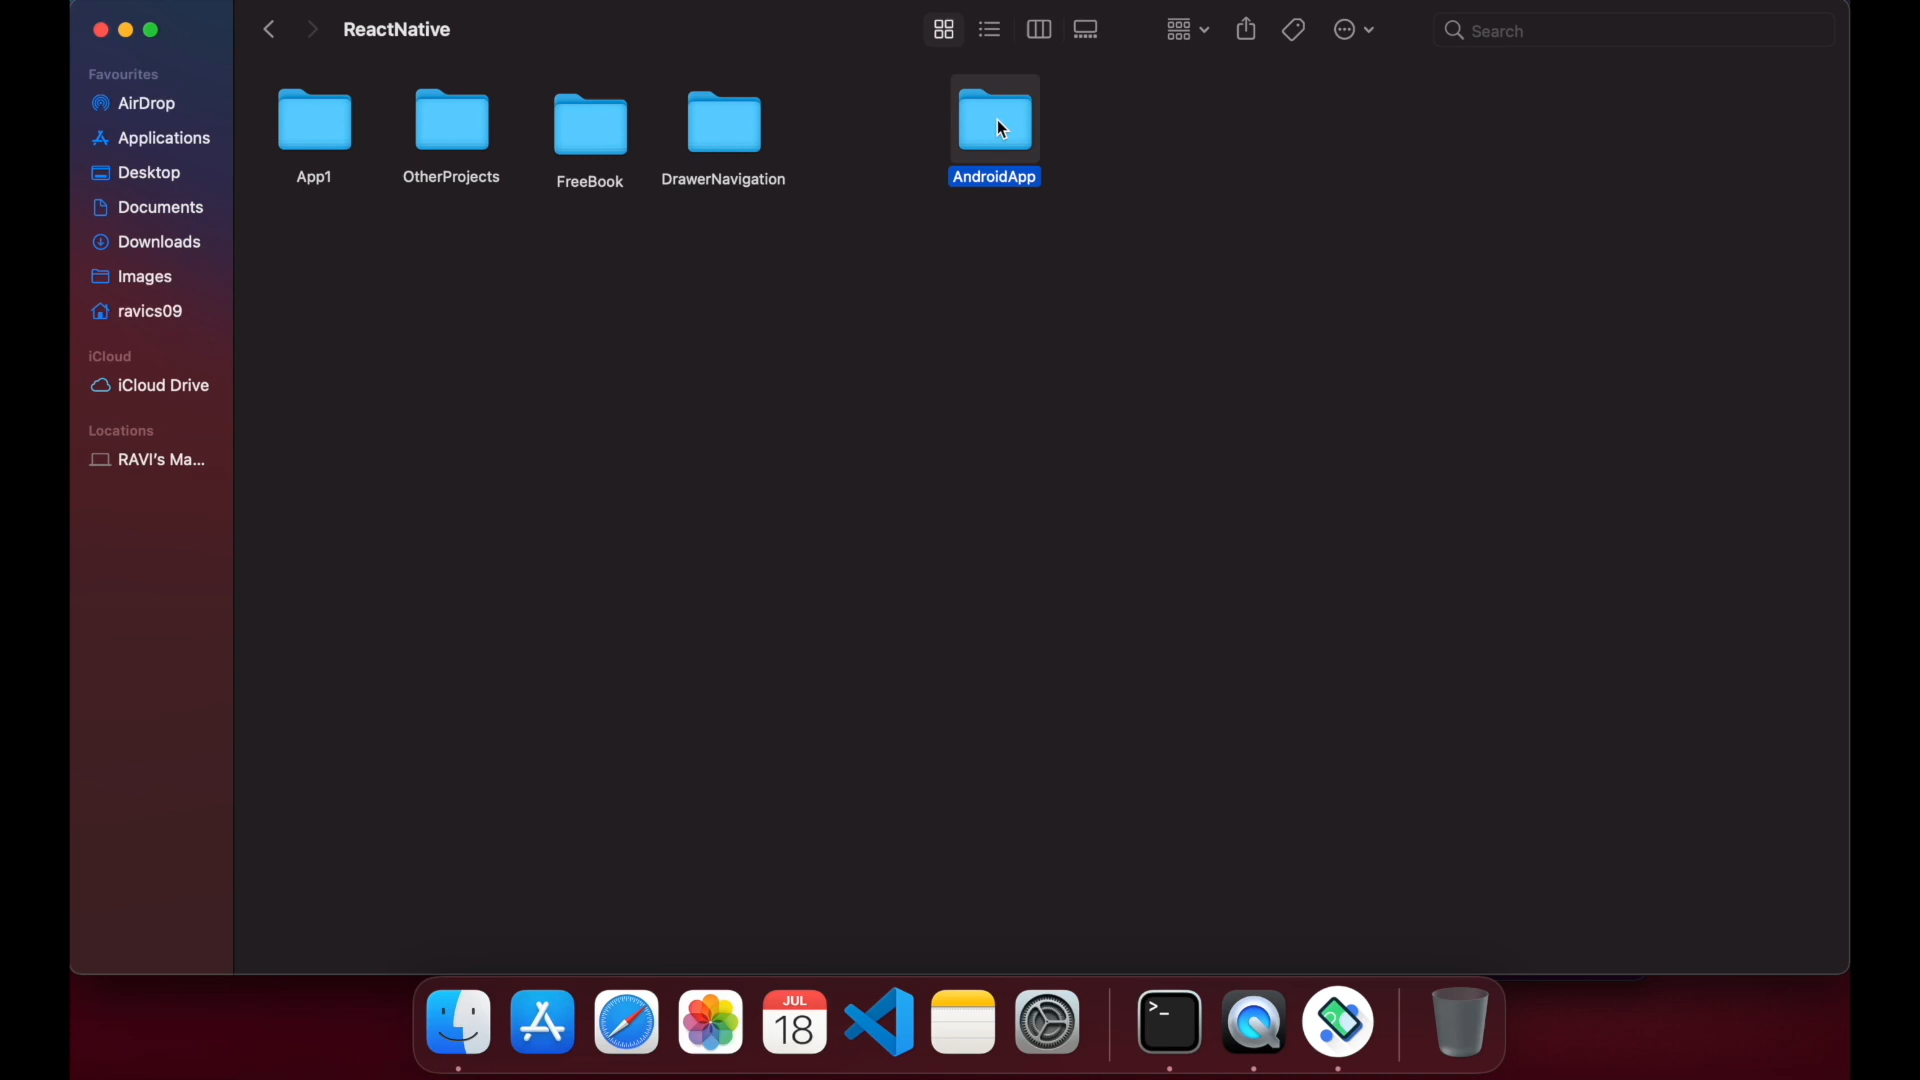 ReactNative
Search
Favourites
AirDrop
Applications
Desktop
Documents
Downloads
Images
ravics09
iCloud
iCloud Drive
Locations
RAVI's Ma...
App1
OtherProjects
FreeBook
DrawerNavigation
AndroidApp
JUL
18
>_